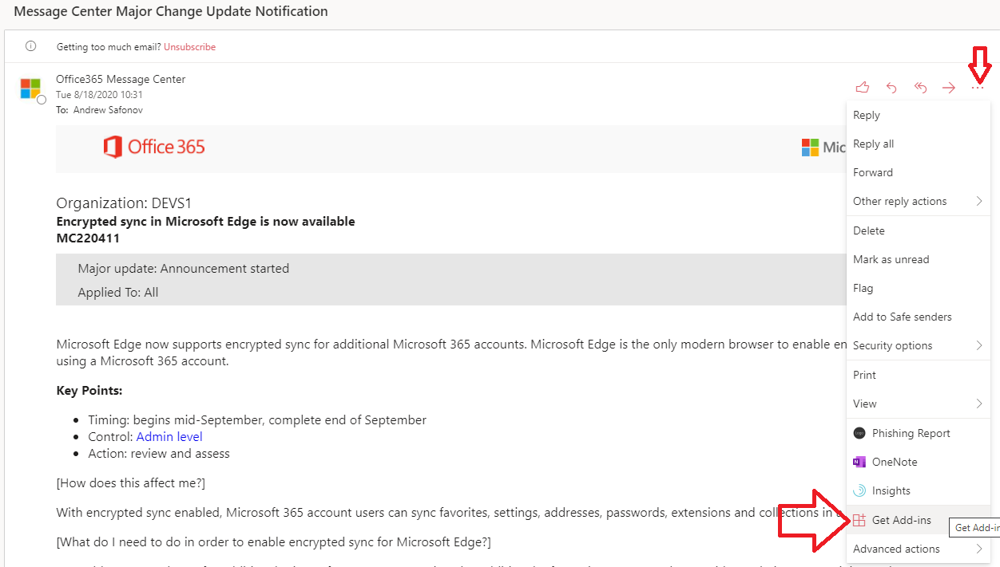 Message Center Major Change Update Notification
Getting too much email? Unsubscribe
Office365 Message Center
Tue 8/18/2020 10:31
To: Andrew Safonov
Office 365
Mic
Organization: DEVS1
Encrypted sync in Microsoft Edge is now available
MC220411
Major update: Announcement started
Applied To: All
Microsoft Edge now supports encrypted sync for additional Microsoft 365 accounts. Microsoft Edge is the only modern browser to enable en
using a Microsoft 365 account.
Key Points:
Timing: begins mid-September, complete end of September
Control: Admin level
Action: review and assess
[How does this affect me?]
With encrypted sync enabled, Microsoft 365 account users can sync favorites, settings, addresses, passwords, extensions and collections in
[What do I need to do in order to enable encrypted sync for Microsoft Edge?]
Reply
Reply all
Forward
Other reply actions
Delete
Mark as unread
Flag
Add to Safe senders
Security options
Print
View
Phishing Report
OneNote
Insights
Get Add-ins
Get Add-in
Advanced actions